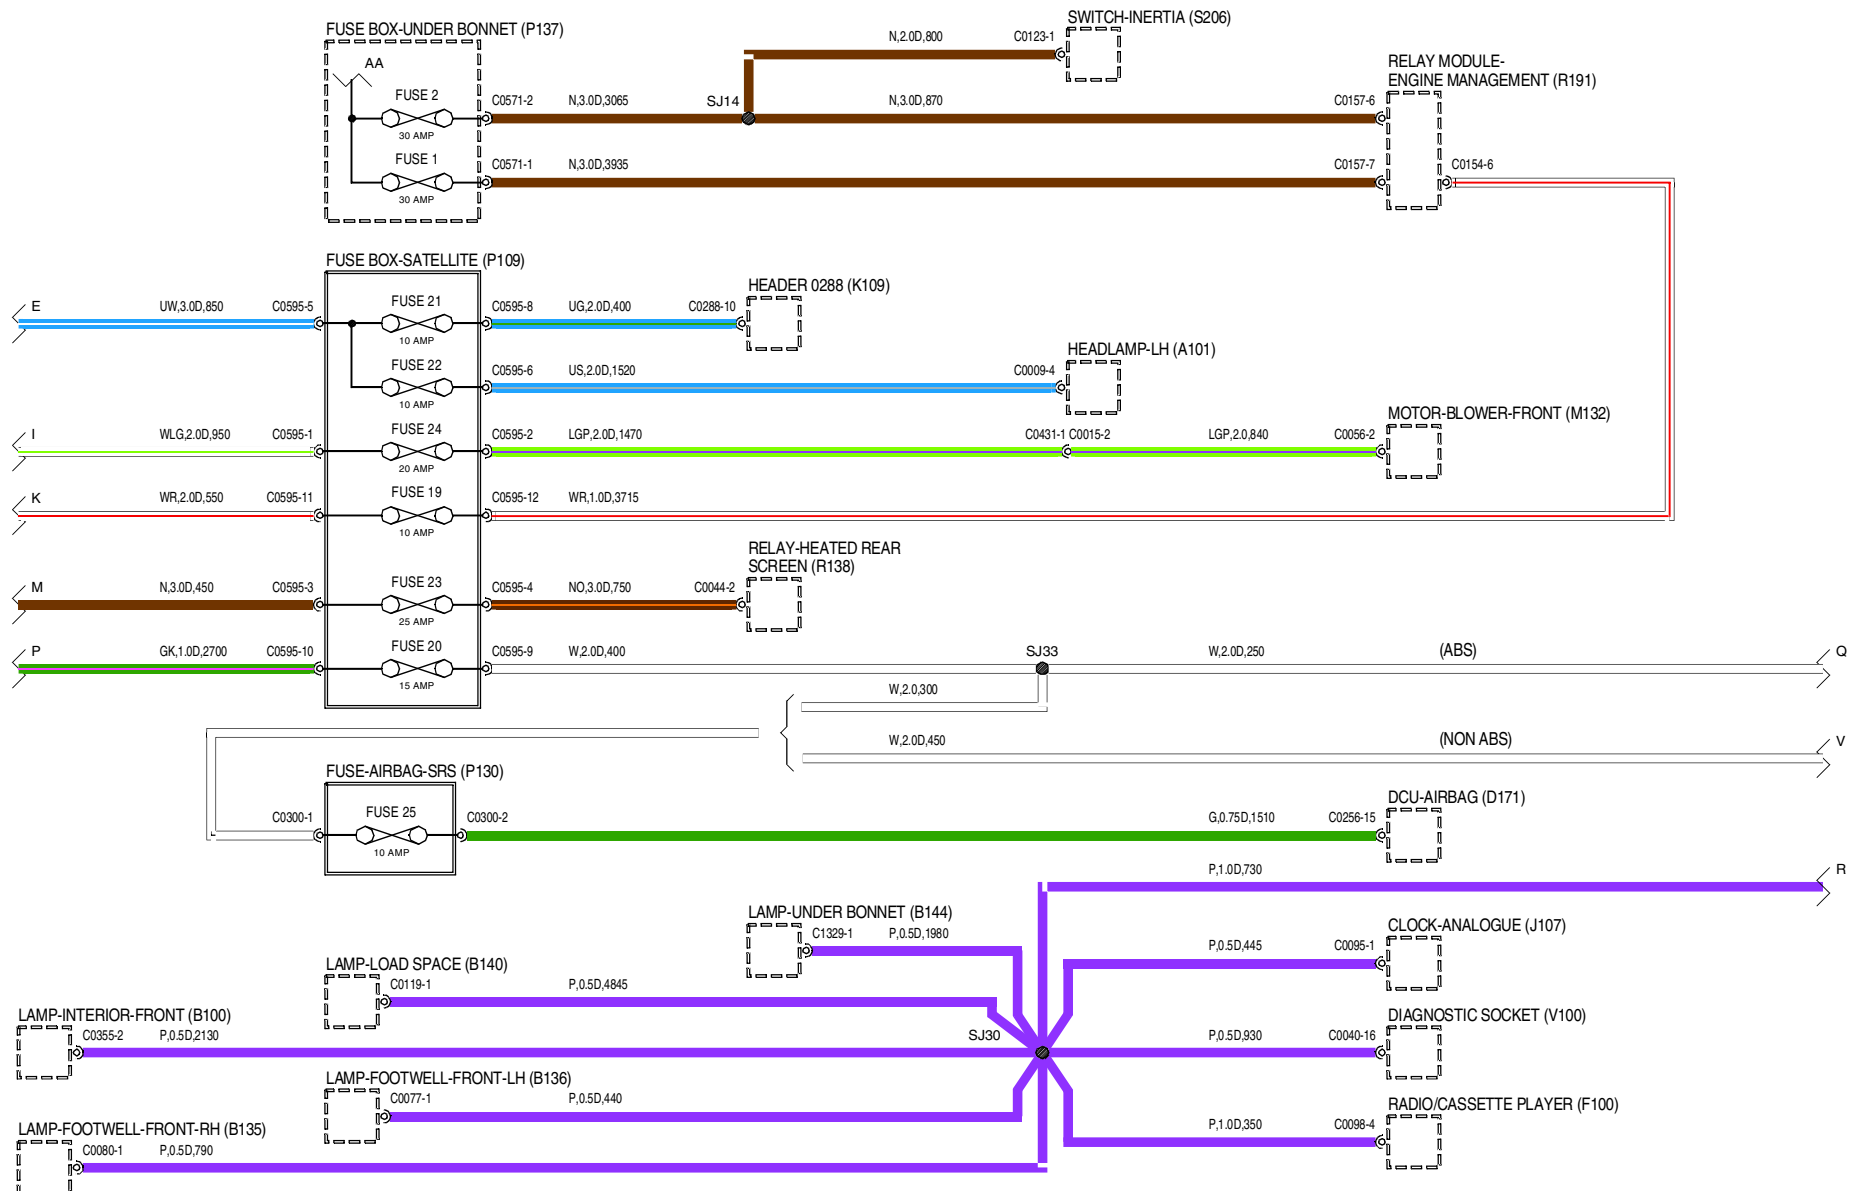 SWITCH-INERTIA (S206)
FUSE BOX-UNDER BONNET (P137)
N,2.0D,800 C0123-1
AA
RELAY MODULE-
ENGINE MANAGEMENT (R191)
FUSE 2
C0571-2 N,3.0D,3065 SJ14 N,3.0D,870 C0157-6
30 AMP
FUSE 1
C0571-1 N,3.0D,3935 C0157-7 C0154-6
30 AMP
FUSE BOX-SATELLITE (P109)
HEADER 0288 (K109)
E UW,3.0D,850 C0595-5 FUSE 21 C0595-8 UG,2.0D,400 C0288-10
10 AMP
HEADLAMP-LH (A101)
FUSE 22 C0595-6 US,2.0D,1520 C0009-4
10 AMP
MOTOR-BLOWER-FRONT (M132)
I WLG,2.0D,950 C0595-1 FUSE 24 C0595-2 LGP,2.0D,1470 C0431-1 C0015-2 LGP,2.0,840 C0056-2
20 AMP
K WR,2.0D,550 C0595-11 FUSE 19 C0595-12 WR,1.0D,3715
10 AMP
RELAY-HEATED REAR
SCREEN (R138)
M N,3.0D,450 C0595-3 FUSE 23 C0595-4 NO,3.0D,750 C0044-2
25 AMP
P GK,1.0D,2700 C0595-10 FUSE 20 C0595-9 W,2.0D,400 SJ33 W,2.0D,250 (ABS) Q
15 AMP
W,2.0,300
W,2.0D,450 (NON ABS) V
FUSE-AIRBAG-SRS (P130)
DCU-AIRBAG (D171)
C0300-1 FUSE 25 C0300-2 G,0.75D,1510 C0256-15
10 AMP
P,1.0D,730 R
LAMP-UNDER BONNET (B144)
CLOCK-ANALOGUE (J107)
C1329-1 P,0.5D,1980
P,0.5D,445 C0095-1
LAMP-LOAD SPACE (B140)
C0119-1 P,0.5D,4845
LAMP-INTERIOR-FRONT (B100)
DIAGNOSTIC SOCKET (V100)
C0355-2 P,0.5D,2130 SJ30 P,0.5D,930 C0040-16
LAMP-FOOTWELL-FRONT-LH (B136)
C0077-1 P,0.5D,440
RADIO/CASSETTE PLAYER (F100)
LAMP-FOOTWELL-FRONT-RH (B135)
P,1.0D,350 C0098-4
C0080-1 P,0.5D,790